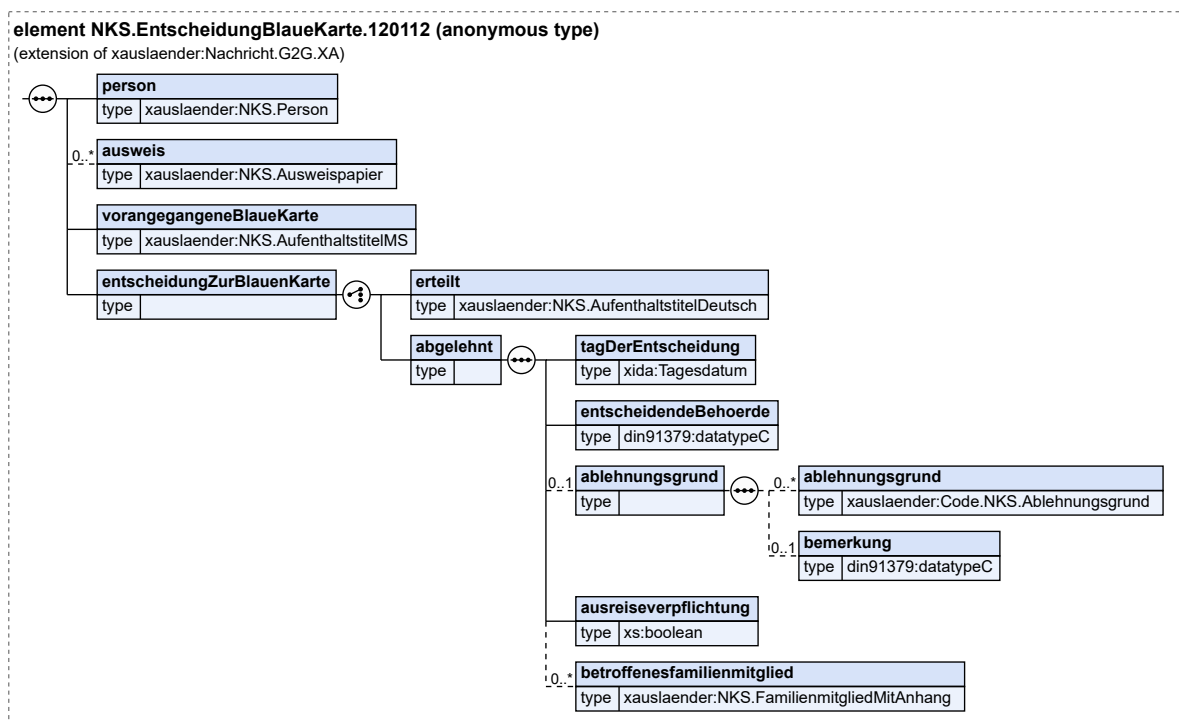 element NKS.EntscheidungBlaueKarte.120112 (anonymous type)
(extension of xauslaender:Nachricht.G2G.XA)
person
type xauslaender:NKS.Person
0..* ausweis
type xauslaender:NKS.Ausweispapier
vorangegangeneBlaueKarte
type xauslaender:NKS.AufenthaltstitelMS
entscheidungZurBlauenKarte
type
erteilt
type xauslaender:NKS.AufenthaltstitelDeutsch
abgelehnt
type
tagDerEntscheidung
type xida:Tagesdatum
entscheidendeBehoerde
type din91379:datatypeC
0..1 ablehnungsgrund
type
0..* ablehnungsgrund
type xauslaender:Code.NKS.Ablehnungsgrund
0..1 bemerkung
type din91379:datatypeC
ausreiseverpflichtung
type xs:boolean
0..* betroffenesfamilienmitglied
type xauslaender:NKS.FamilienmitgliedMitAnhang